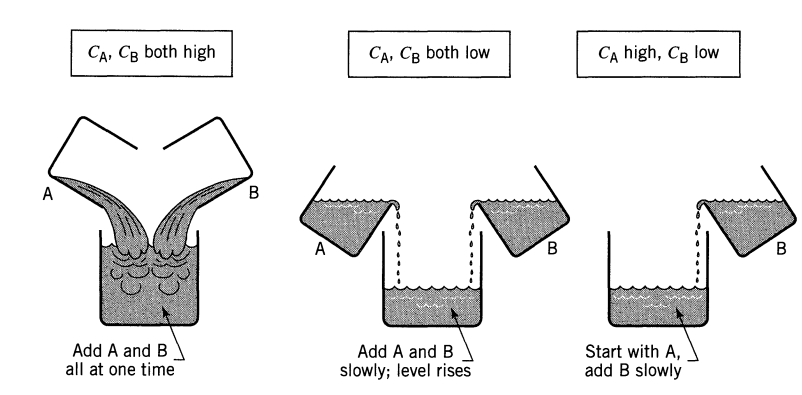 C_A, C_B both high
C_A, C_B both low
C_A high, C_B low
A
B
A
B
B
Add A and B
all at one time
Add A and B
slowly; level rises
Start with A,
add B slowly